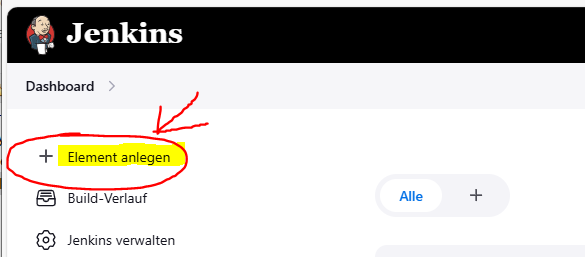 Jenkins
Dashboard
Element anlegen
Build-Verlauf
Jenkins verwalten
Alle